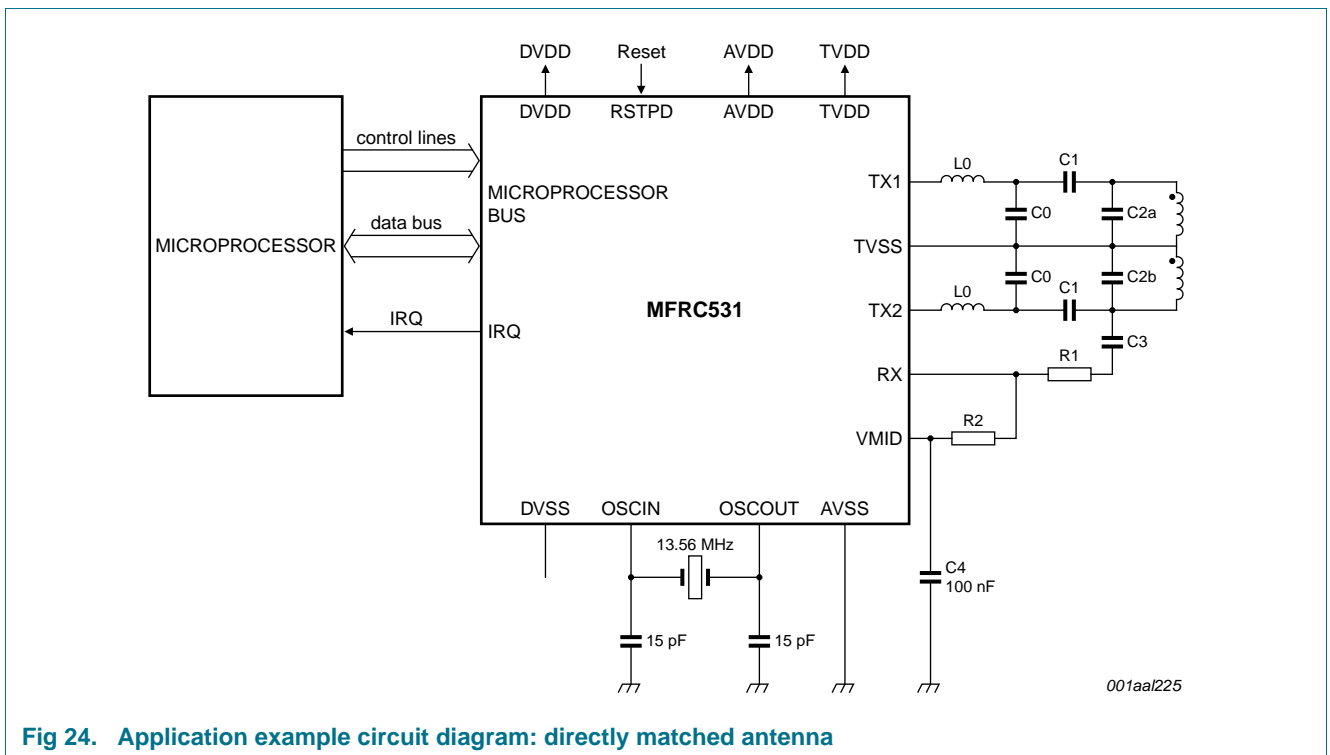 DVDD Reset AVDD TVDD
DVDD RSTPD AVDD TVDD
control lines
MICROPROCESSOR
BUS
data bus
MICROPROCESSOR
IRQ
IRQ
MFRC531
TX1
L0
C1
C0
C2a
TVSS
C0
C2b
TX2
L0
C1
C3
RX
R1
VMID
R2
DVSS OSCIN OSCOUT AVSS
13.56 MHz
C4
100 nF
15 pF
15 pF
001aal225
Fig 24. Application example circuit diagram: directly matched antenna